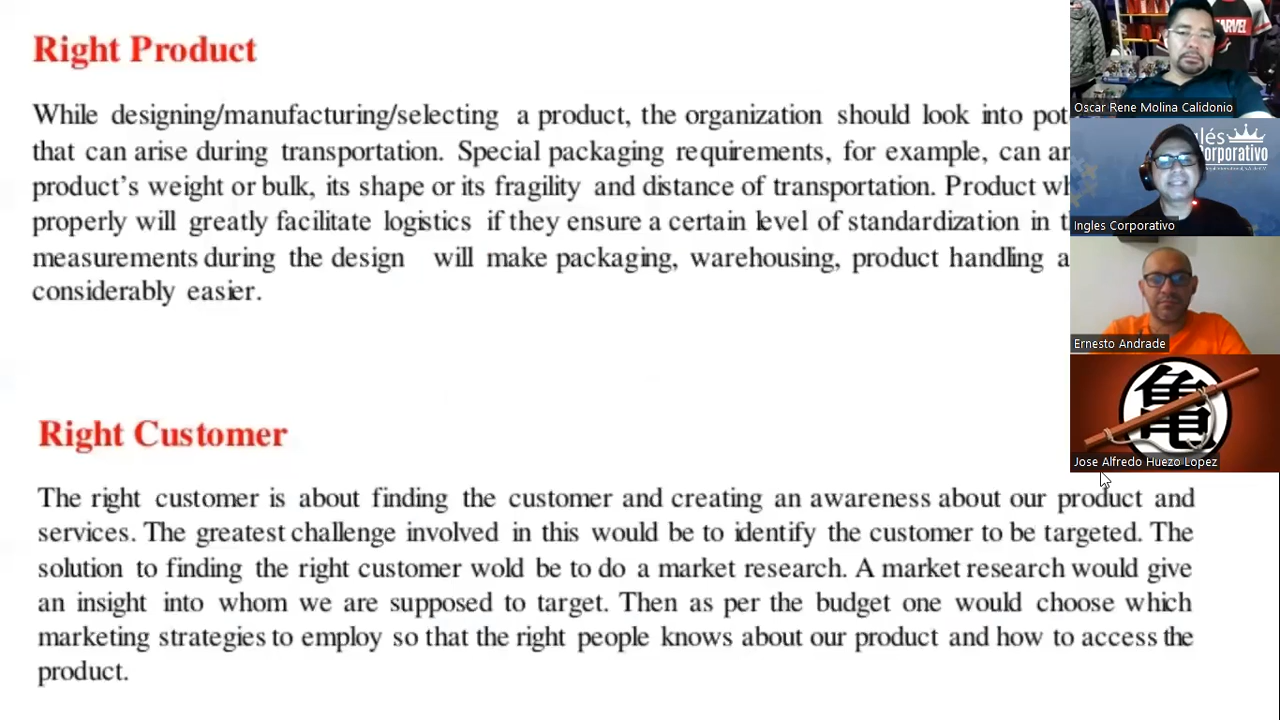 Right Product
While designing/manufacturing/selecting a product, the organization should look into
that can arise during transportation. Special packaging requirements, for example, can
product's weight or bulk, its shape or its fragility and distance of transportation. Product
properly will greatly facilitate logistics if they ensure a certain level of standardization in
measurements during the design will make packaging, warehousing, product handling
considerably easier.
Right Customer
The right customer is about finding the customer and creating an awareness about our product and
services. The greatest challenge involved in this would be to identify the customer to be targeted. The
solution to finding the right customer wold be to do a market research. A market research would give
an insight into whom we are supposed to target. Then as per the budget one would choose which
marketing strategies to employ so that the right people knows about our product and how to access the
product.
MARVEL
Oscar Rene Molina Calidonio
Ingles Corporativo
Ernesto Andrade
亀
Jose Alfredo Huezo Lopez